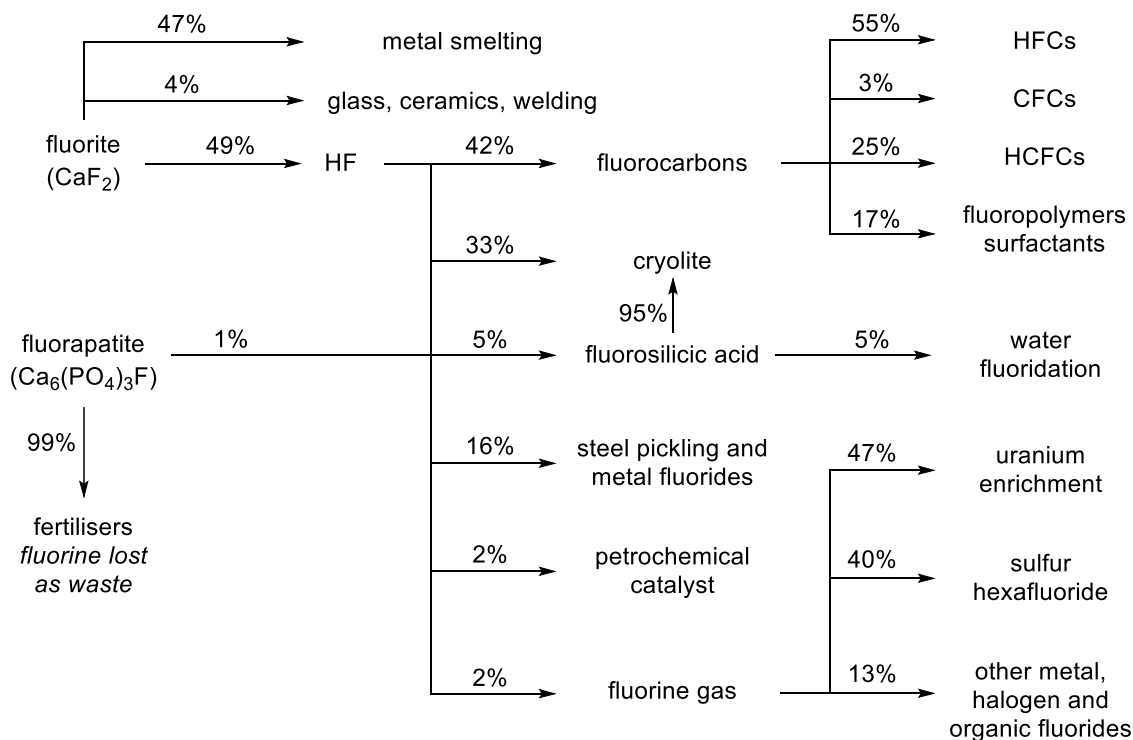 47%
metal smelting
55%
HFCs
4%
glass, ceramics, welding
3%
CFCs
fluorite
(CaF₂)
49%
HF
42%
fluorocarbons
25%
HCFCs
17%
fluoropolymers
surfactants
33%
cryolite
95%
fluorapatite
(Ca₆(PO₄)₃F)
1%
5%
fluorosilicic acid
5%
water
fluoridation
99%
fertilisers
fluorine lost
as waste
16%
steel pickling and
metal fluorides
47%
uranium
enrichment
2%
petrochemical
catalyst
40%
sulfur
hexafluoride
2%
fluorine gas
13%
other metal,
halogen and
organic fluorides